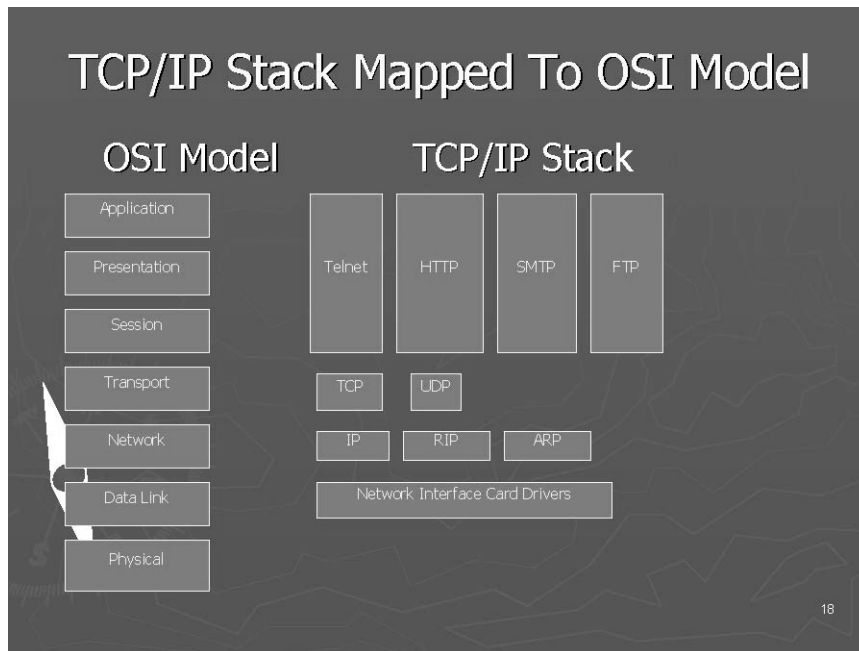 TCP/IP Stack Mapped To OSI Model
OSI Model
TCP/IP Stack
Application
Presentation
Session
Transport
Network
Data Link
Physical
Telnet
HTTP
SMTP
FTP
TCP
UDP
IP
RIP
ARP
Network Interface Card Drivers
S
18